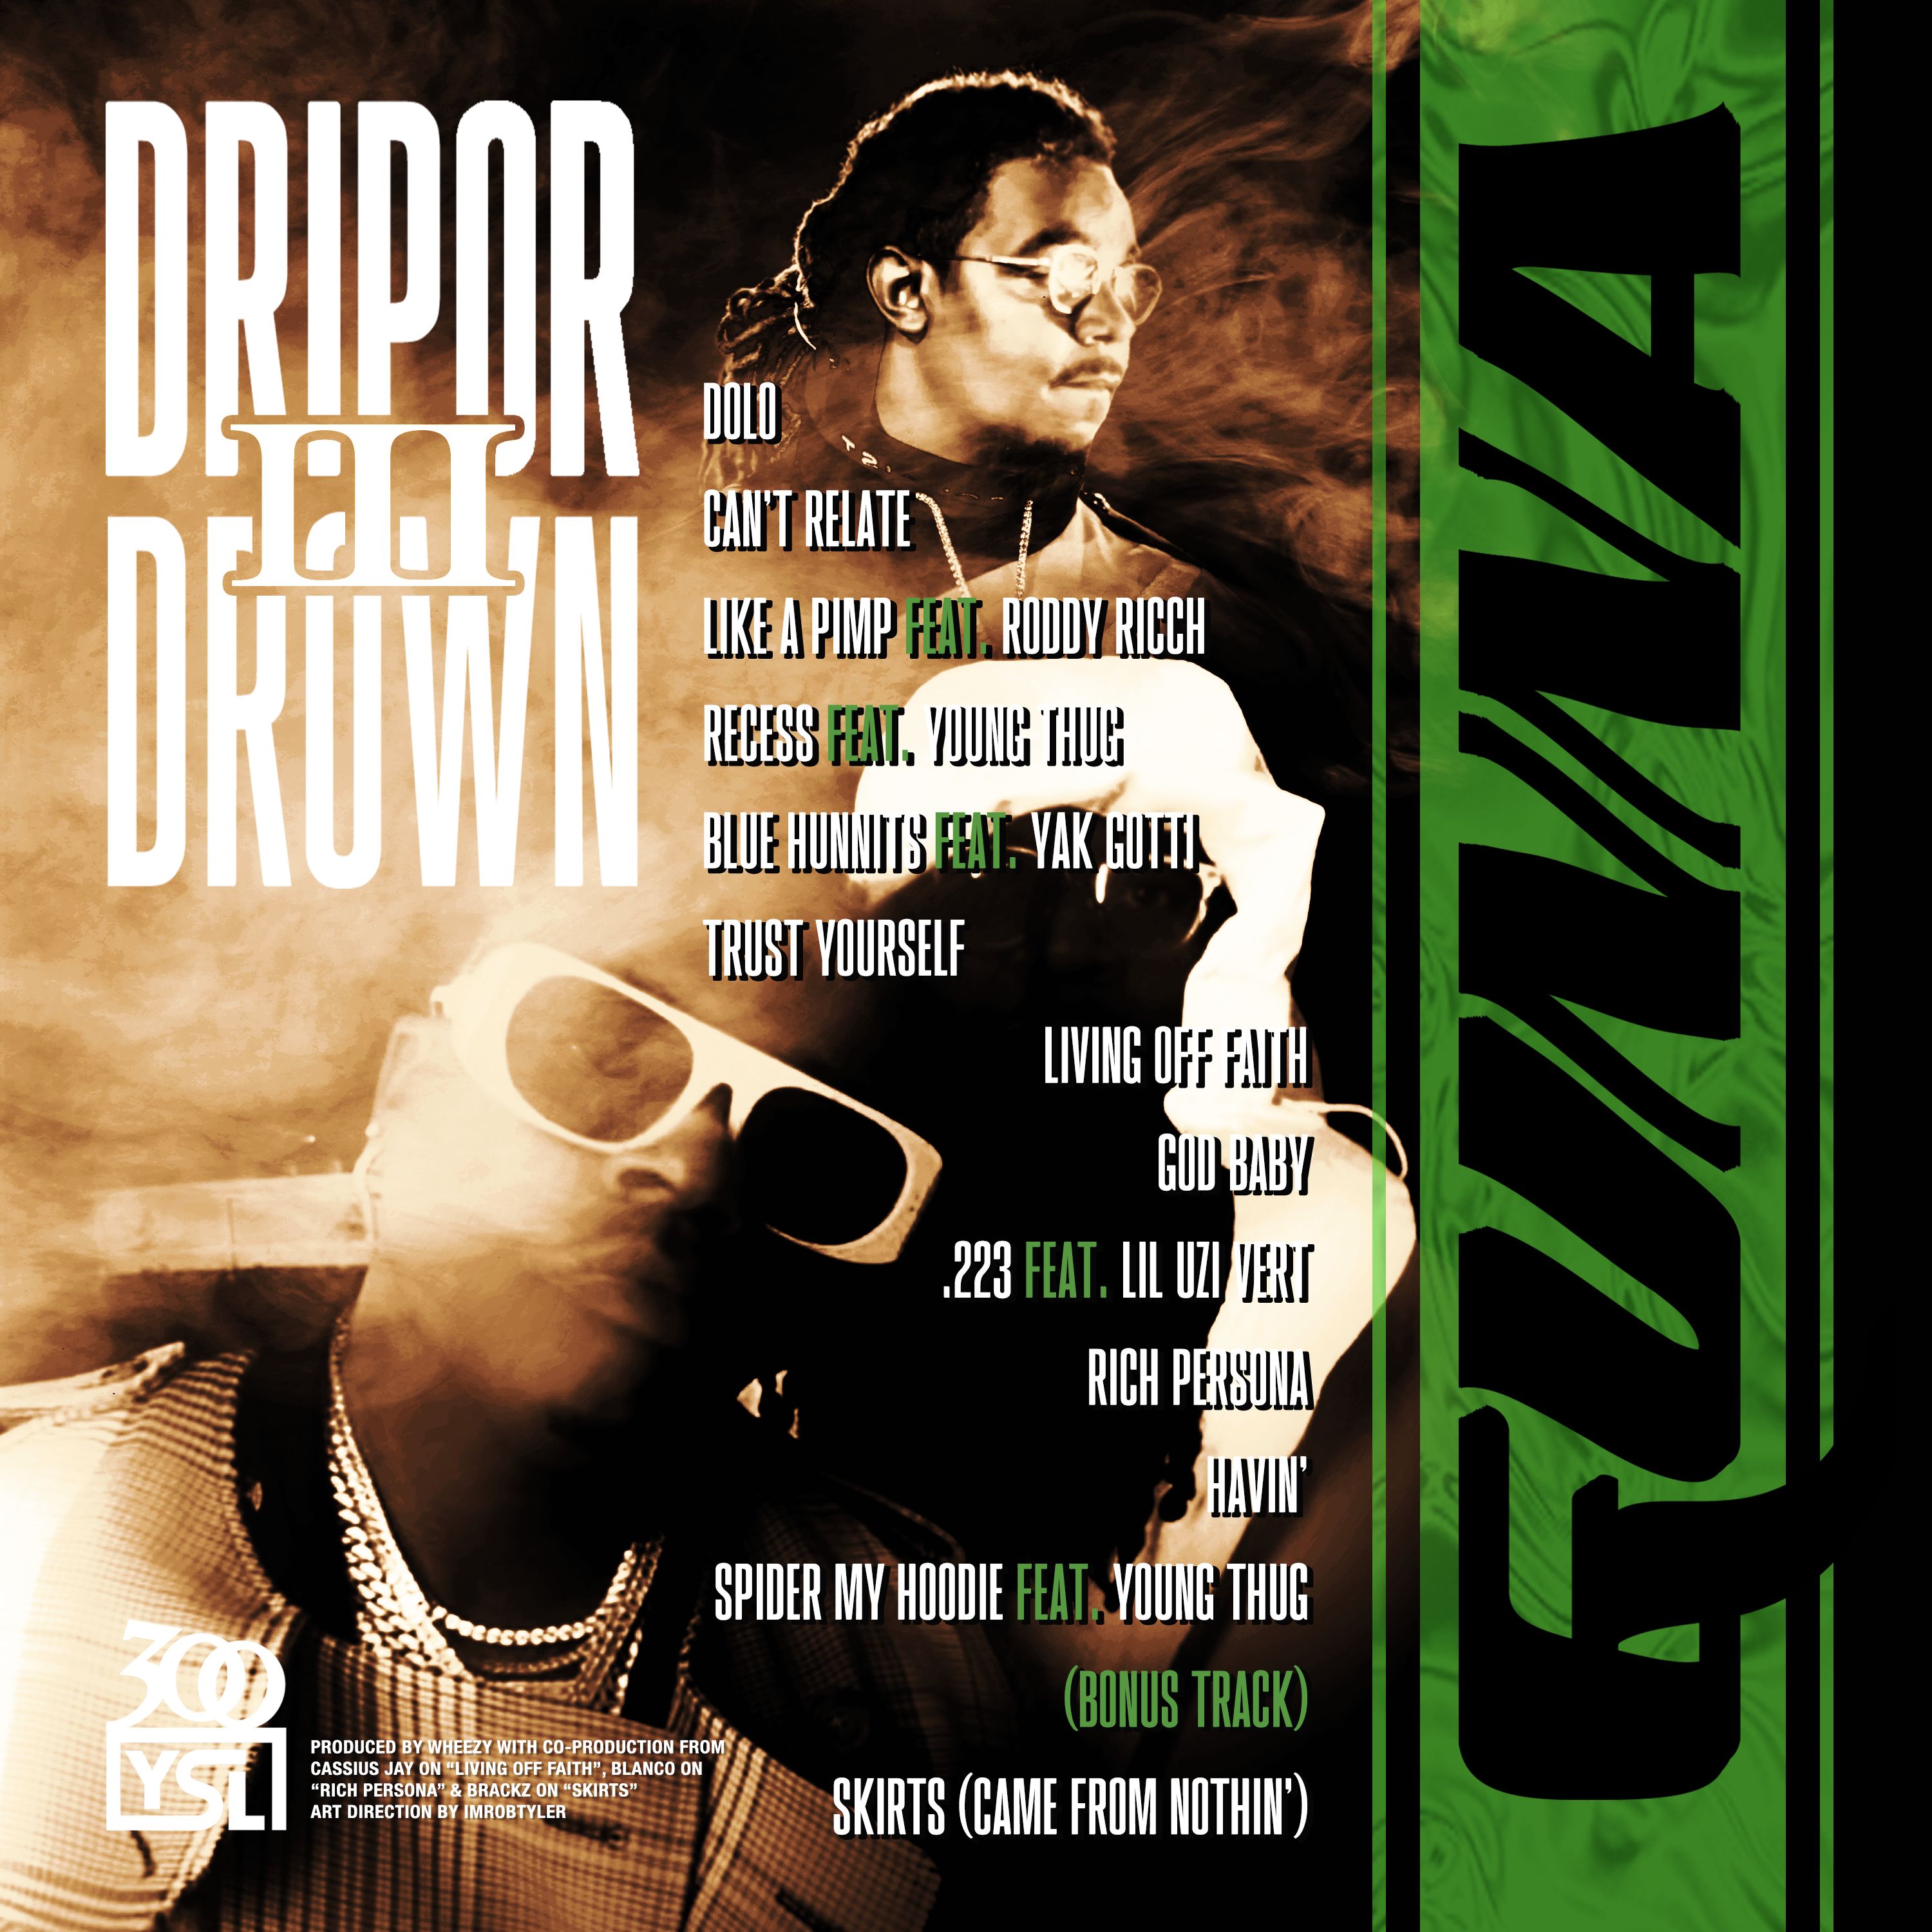 DRIPOR
III
DROWN
DOLO
CAN'T RELATE
LIKE A PIMP FEAT. RODDY RICCH
RECESS FEAT. YOUNG THUG
BLUE HUNNITS FEAT. YAK GOTTI
TRUST YOURSELF
LIVING OFF FAITH
GOD BABY
.223 FEAT. LIL UZI VERT
RICH PERSONA
HAVIN'
SPIDER MY HOODIE FEAT. YOUNG THUG
(BONUS TRACK)
SKIRTS (CAME FROM NOTHIN')
300
YSL
PRODUCED BY WHEEZY WITH CO-PRODUCTION FROM
CASSIUS JAY ON "LIVING OFF FAITH", BLANCO ON
"RICH PERSONA" & BRACKZ ON "SKIRTS"
ART DIRECTION BY IMROBTYLER
GUNNA